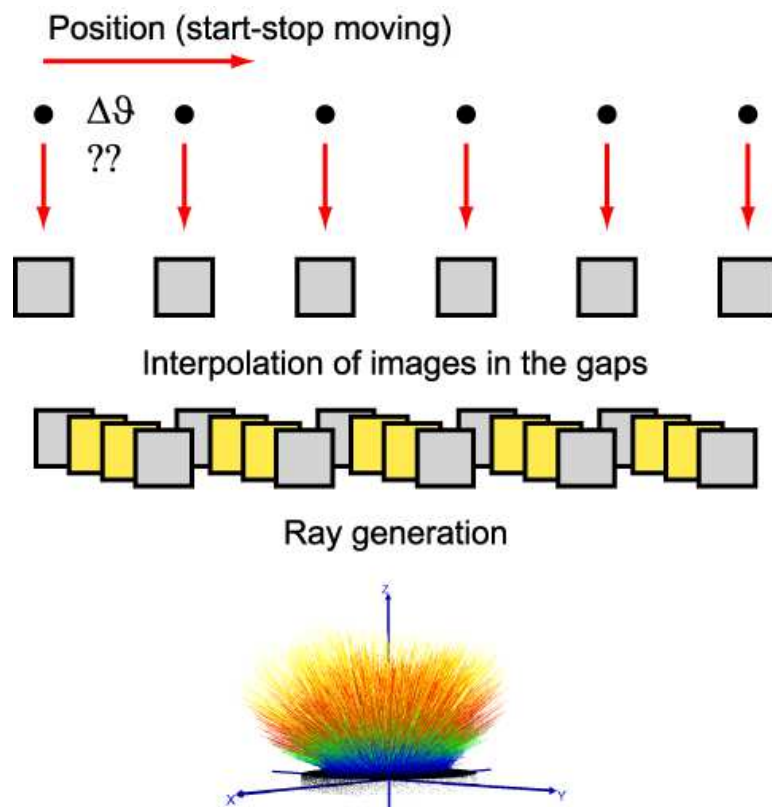 Position (start-stop moving)
Δϑ
??
Interpolation of images in the gaps
Ray generation
Z
X
Y